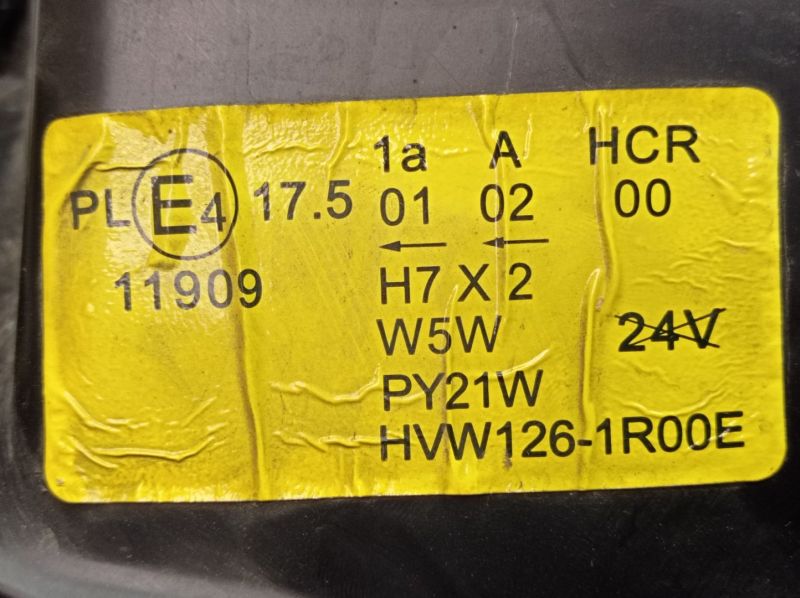 1a A HCR
PL E4 17.5 01 02 00
← ←
11909 H7 X 2
W5W 24V
PY21W
HVW126-1R00E